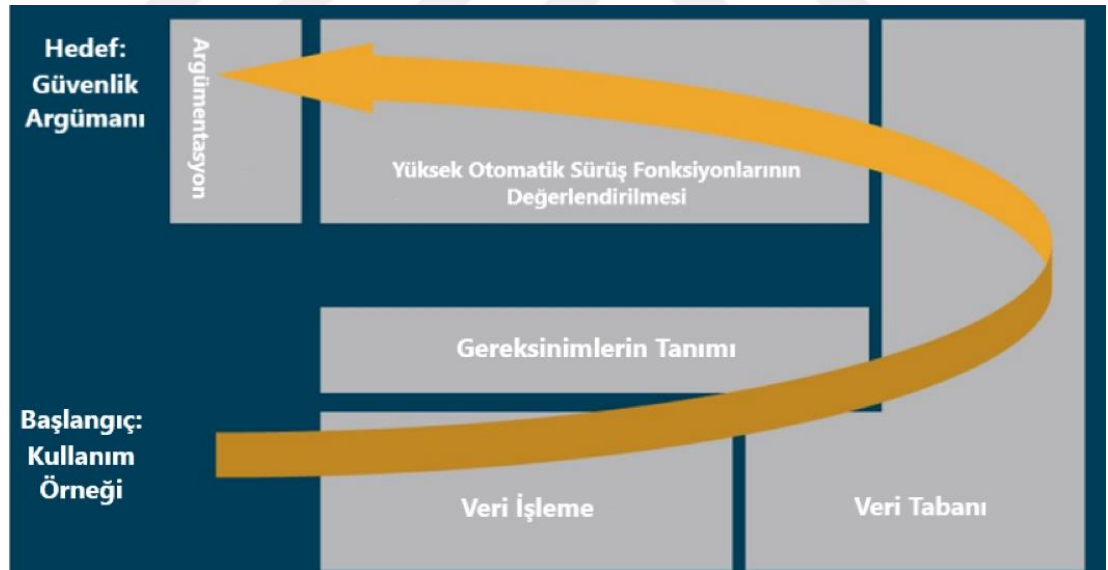 Hedef:
Güvenlik
Argümanı
Argümentasyon
Yüksek Otomatik Sürüş Fonksiyonlarının
Değerlendirilmesi
Gereksinimlerin Tanımı
Başlangıç:
Kullanım
Örneği
Veri İşleme
Veri Tabanı